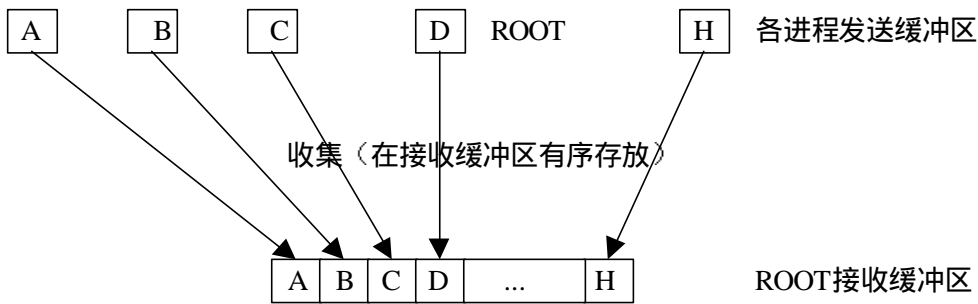 A B C D ROOT H 各进程发送缓冲区
收集（在接收缓冲区有序存放）
A B C D ... H ROOT接收缓冲区